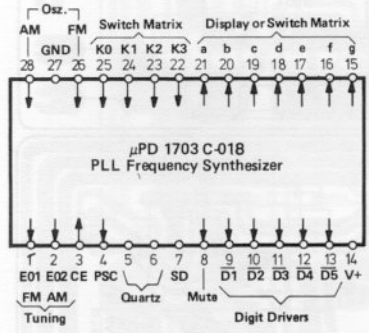 Osz.
Switch Matrix
Display or Switch Matrix
AM FM
GND K0 K1 K2 K3 a b c d e f g
28 27 26 25 24 23 22 21 20 19 18 17 16 15
µPD 1703 C-018
PLL Frequency Synthesizer
1 2 3 4 5 6 7 8 9 10 11 12 13 14
E01 E02 CE PSC SD D1 D2 D3 D4 D5 V+
FM AM Quartz Mute
Tuning Digit Drivers